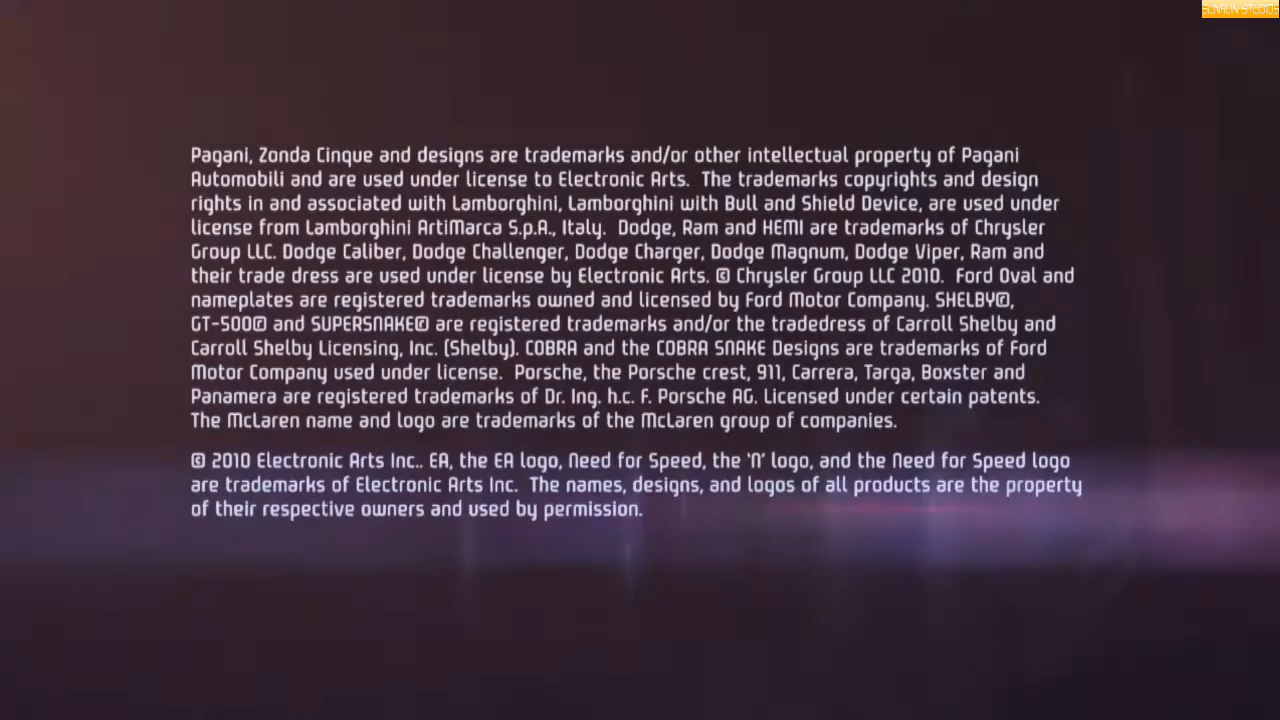 Pagani, Zonda Cinque and designs are trademarks and/or other intellectual property of Pagani
Automobili and are used under license to Electronic Arts.  The trademarks copyrights and design
rights in and associated with Lamborghini, Lamborghini with Bull and Shield Device, are used under
license from Lamborghini ArtiMarca S.p.A., Italy.  Dodge, Ram and HEMI are trademarks of Chrysler
Group LLC. Dodge Caliber, Dodge Challenger, Dodge Charger, Dodge Magnum, Dodge Viper, Ram and
their trade dress are used under license by Electronic Arts. © Chrysler Group LLC 2010.  Ford Oval and
nameplates are registered trademarks owned and licensed by Ford Motor Company. SHELBY®,
GT-500® and SUPERSNAKE® are registered trademarks and/or the tradedress of Carroll Shelby and
Carroll Shelby Licensing, Inc. (Shelby). COBRA and the COBRA SNAKE Designs are trademarks of Ford
Motor Company used under license.  Porsche, the Porsche crest, 911, Carrera, Targa, Boxster and
Panamera are registered trademarks of Dr. Ing. h.c. F. Porsche AG. Licensed under certain patents.
The McLaren name and logo are trademarks of the McLaren group of companies.
© 2010 Electronic Arts Inc.. EA, the EA logo, Need for Speed, the 'N' logo, and the Need for Speed logo
are trademarks of Electronic Arts Inc.  The names, designs, and logos of all products are the property
of their respective owners and used by permission.